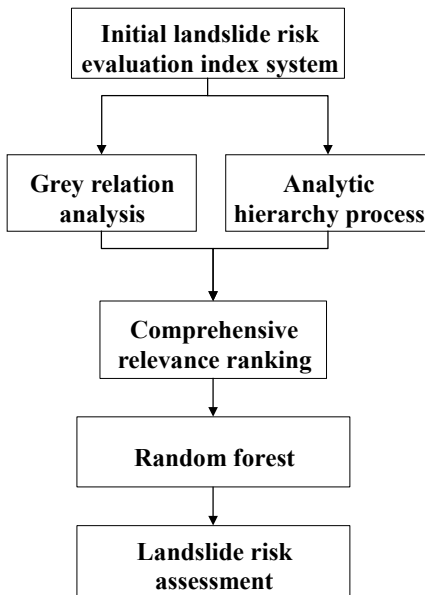 Initial landslide risk
evaluation index system
Grey relation
analysis
Analytic
hierarchy process
Comprehensive
relevance ranking
Random forest
Landslide risk
assessment